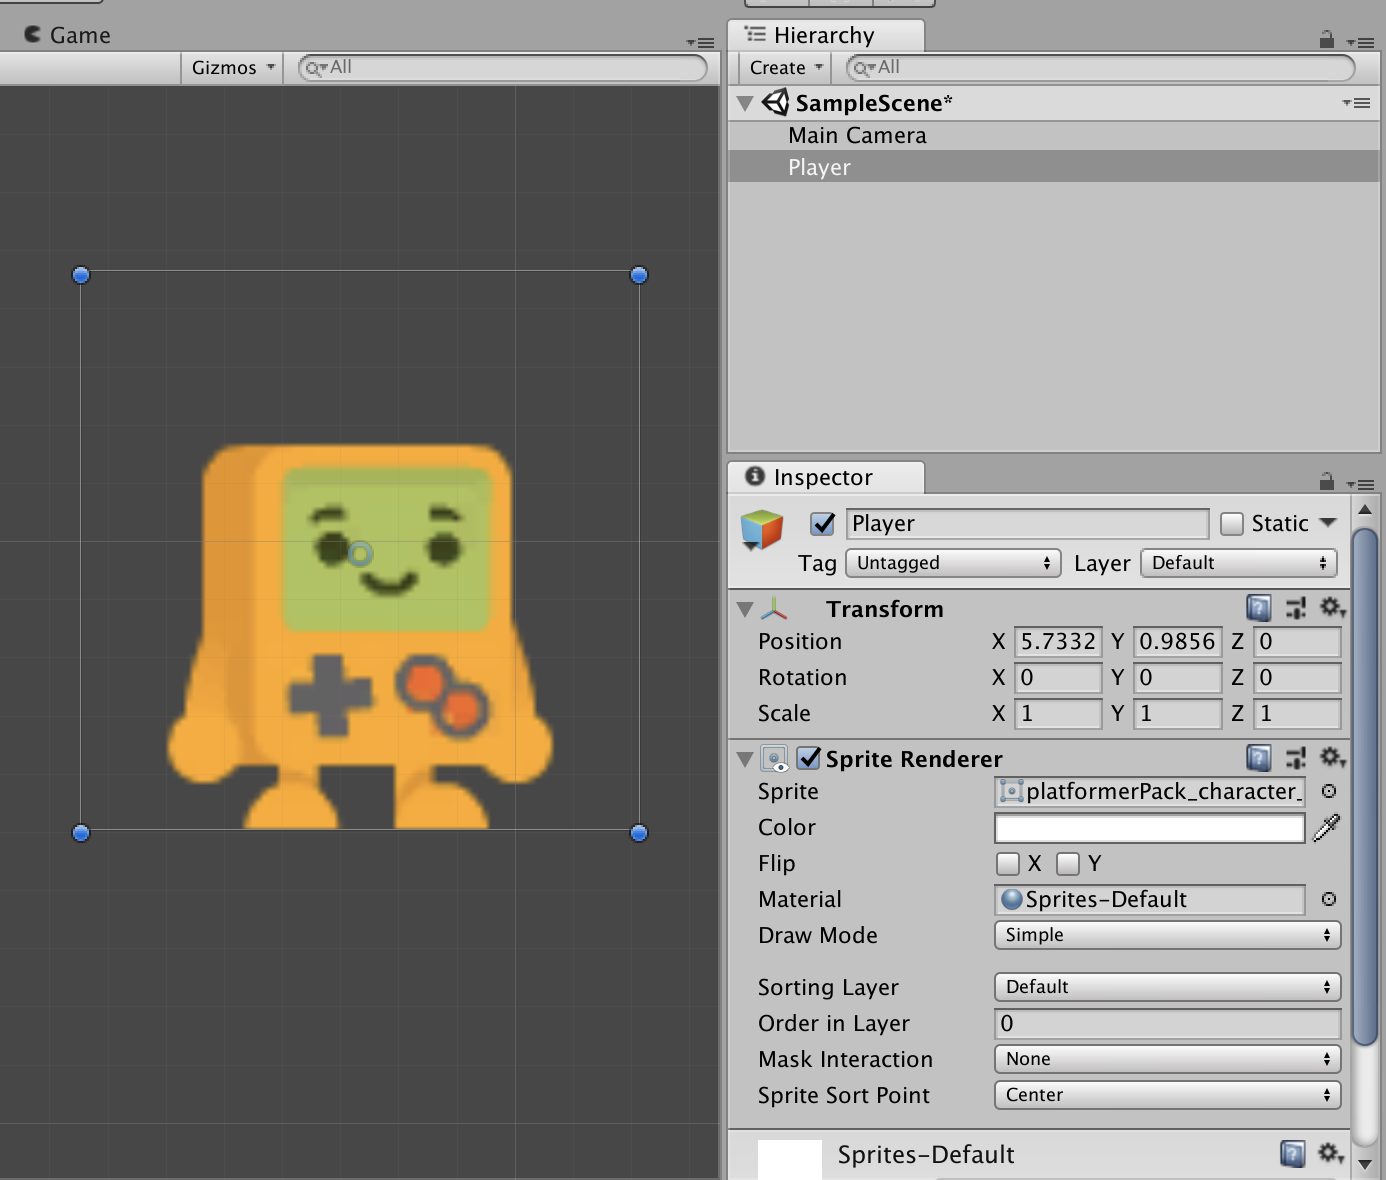 Game
Gizmos
All
Hierarchy
Create
All
SampleScene*
Main Camera
Player
Inspector
Player
Static
Tag
Untagged
Layer
Default
Transform
Position X 5.7332 Y 0.9856 Z 0
Rotation X 0 Y 0 Z 0
Scale X 1 Y 1 Z 1
Sprite Renderer
Sprite platformerPack_character_
Color
Flip X Y
Material Sprites-Default
Draw Mode Simple
Sorting Layer Default
Order in Layer 0
Mask Interaction None
Sprite Sort Point Center
Sprites-Default